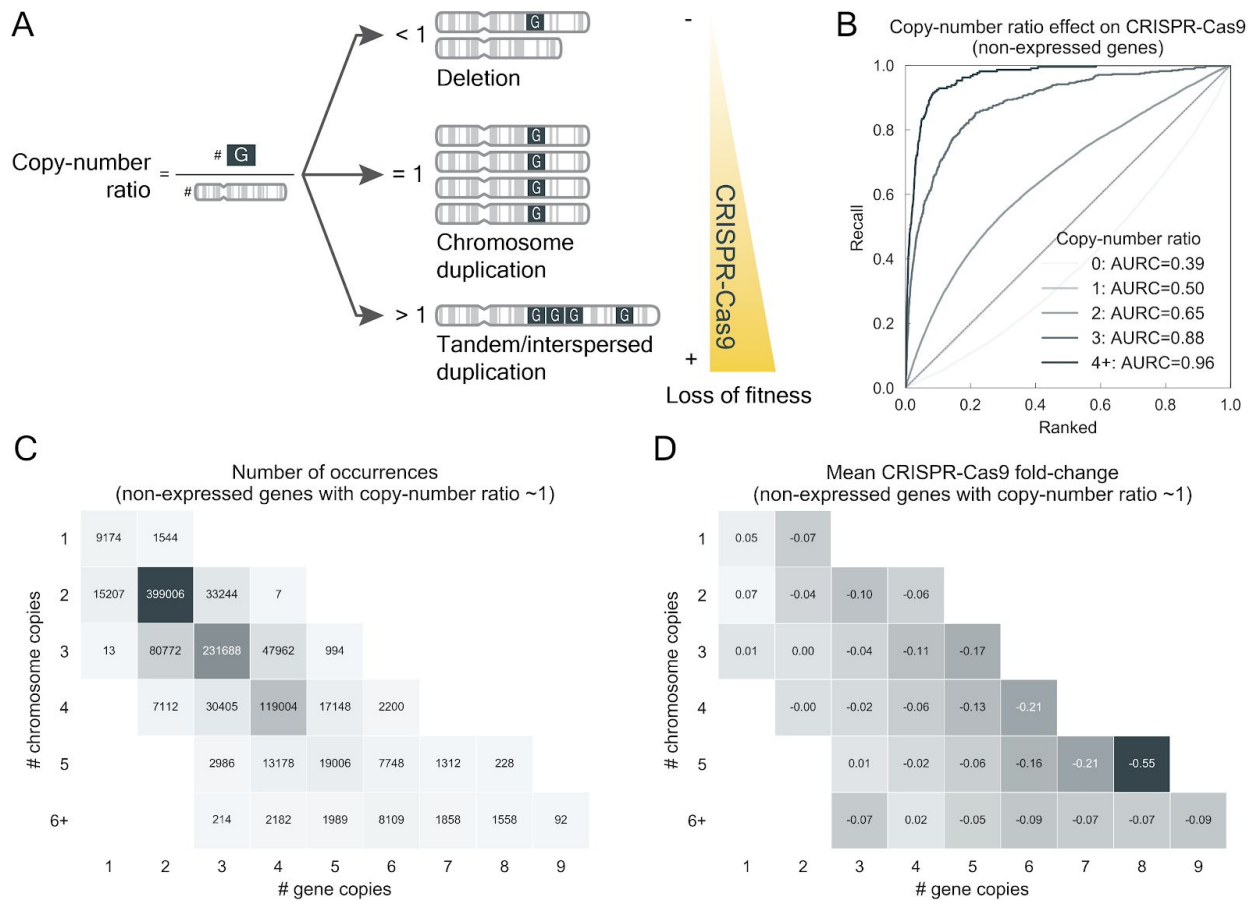 A
Copy-number
ratio
=
# G
#
< 1
G
Deletion
= 1
G
G
G
G
Chromosome
duplication
> 1
G G G G
Tandem/interspersed
duplication
-
CRISPR-Cas9
+
Loss of fitness
B
Copy-number ratio effect on CRISPR-Cas9
(non-expressed genes)
1.0
0.8
0.6
0.4
0.2
0.0
Recall
Copy-number ratio
0: AURC=0.39
1: AURC=0.50
2: AURC=0.65
3: AURC=0.88
4+: AURC=0.96
0.0 0.2 0.4 0.6 0.8 1.0
Ranked
C
Number of occurrences
(non-expressed genes with copy-number ratio ~1)
# chromosome copies
1 9174 1544
2 15207 399006 33244 7
3 13 80772 231688 47962 994
4 7112 30405 119004 17148 2200
5 2986 13178 19006 7748 1312 228
6+ 214 2182 1989 8109 1858 1558 92
1 2 3 4 5 6 7 8 9
# gene copies
D
Mean CRISPR-Cas9 fold-change
(non-expressed genes with copy-number ratio ~1)
# chromosome copies
1 0.05 -0.07
2 0.07 -0.04 -0.10 -0.06
3 0.01 0.00 -0.04 -0.11 -0.17
4 -0.00 -0.02 -0.06 -0.13 -0.21
5 0.01 -0.02 -0.06 -0.16 -0.21 -0.55
6+ -0.07 0.02 -0.05 -0.09 -0.07 -0.07 -0.09
1 2 3 4 5 6 7 8 9
# gene copies